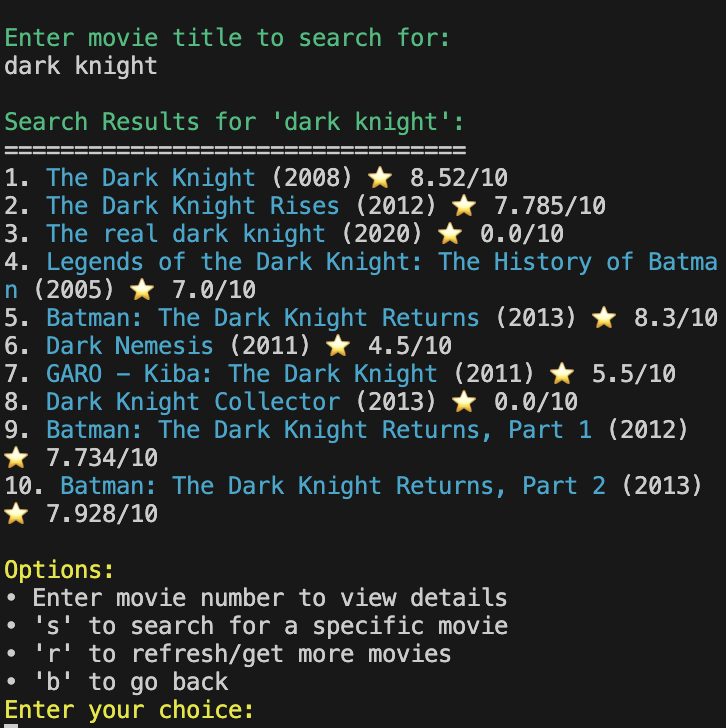 Enter movie title to search for:
dark knight
Search Results for 'dark knight':
=================================
1. The Dark Knight (2008) ⭐ 8.52/10
2. The Dark Knight Rises (2012) ⭐ 7.785/10
3. The real dark knight (2020) ⭐ 0.0/10
4. Legends of the Dark Knight: The History of Batma
n (2005) ⭐ 7.0/10
5. Batman: The Dark Knight Returns (2013) ⭐ 8.3/10
6. Dark Nemesis (2011) ⭐ 4.5/10
7. GARO – Kiba: The Dark Knight (2011) ⭐ 5.5/10
8. Dark Knight Collector (2013) ⭐ 0.0/10
9. Batman: The Dark Knight Returns, Part 1 (2012)
⭐ 7.734/10
10. Batman: The Dark Knight Returns, Part 2 (2013)
⭐ 7.928/10
Options:
• Enter movie number to view details
• 's' to search for a specific movie
• 'r' to refresh/get more movies
• 'b' to go back
Enter your choice: